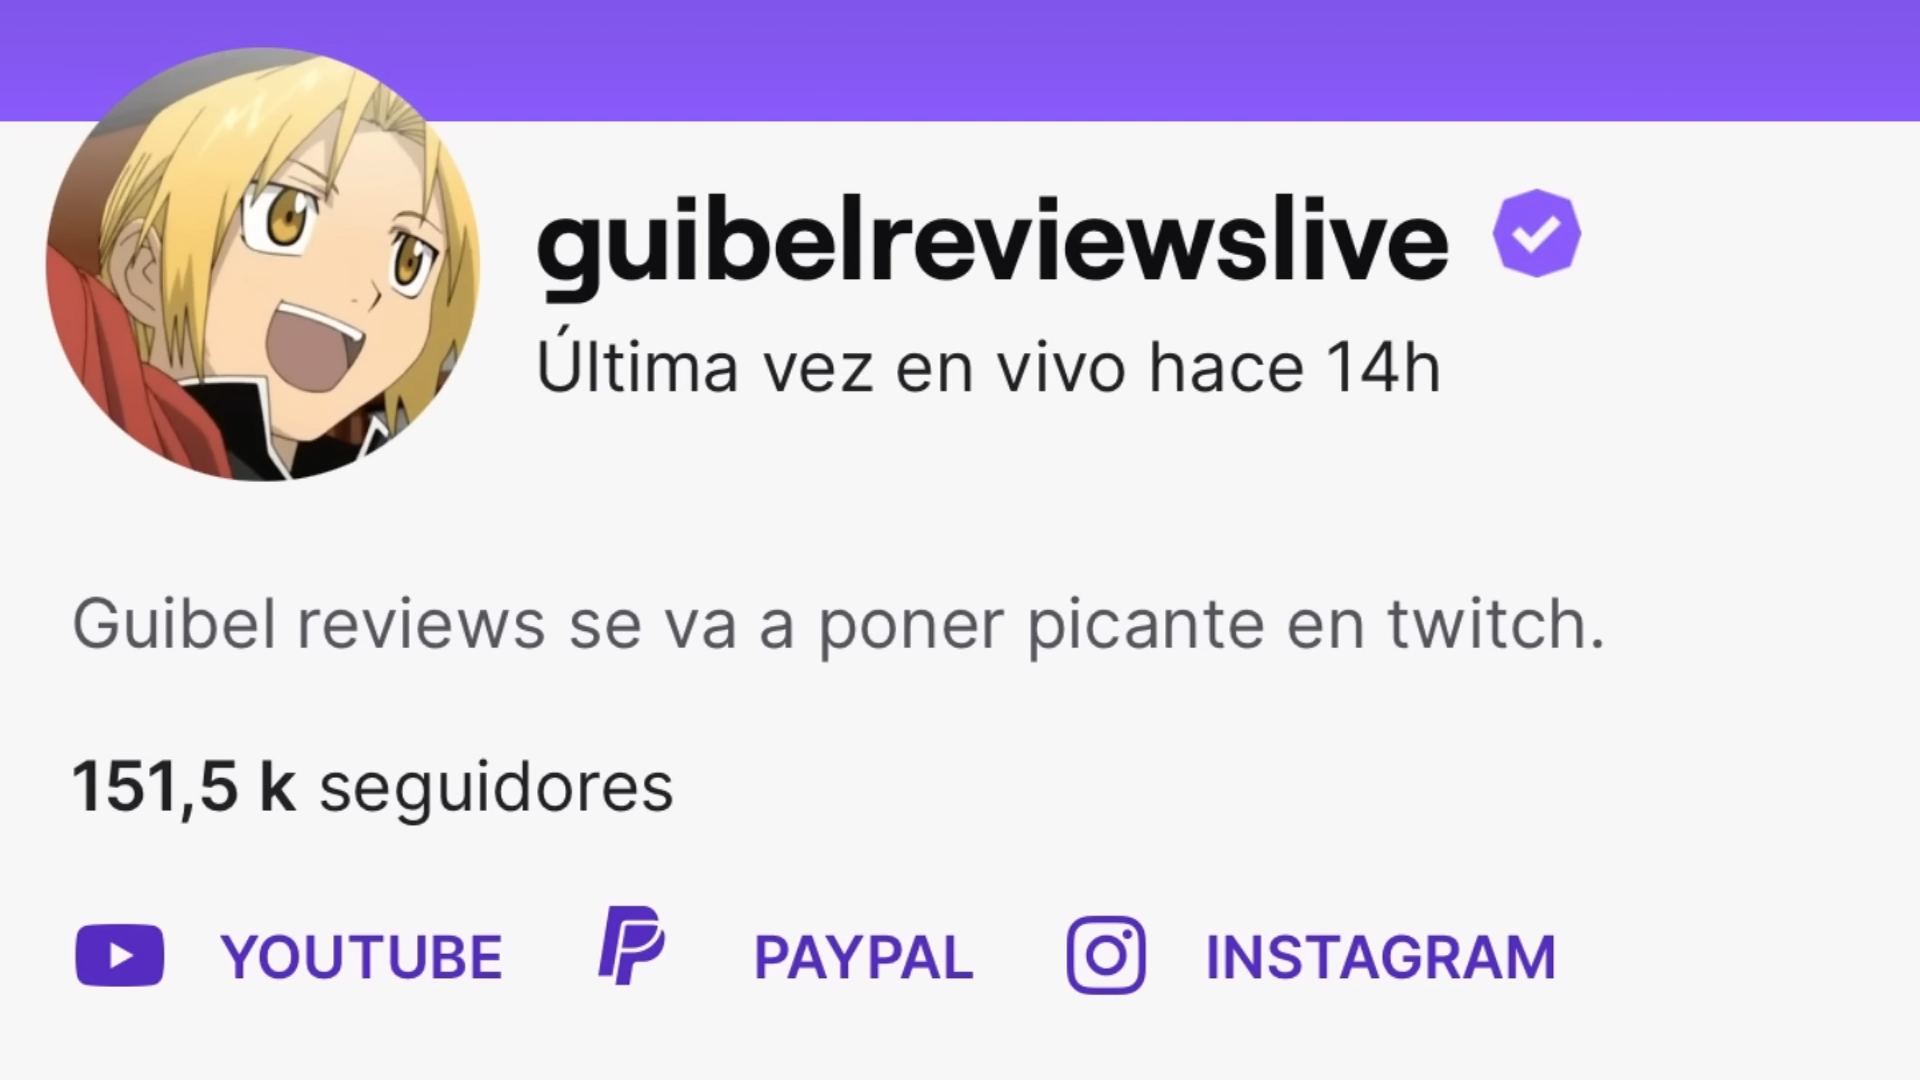 guibelreviewslive
Última vez en vivo hace 14h
Guibel reviews se va a poner picante en twitch.
151,5 k seguidores
YOUTUBE PAYPAL INSTAGRAM